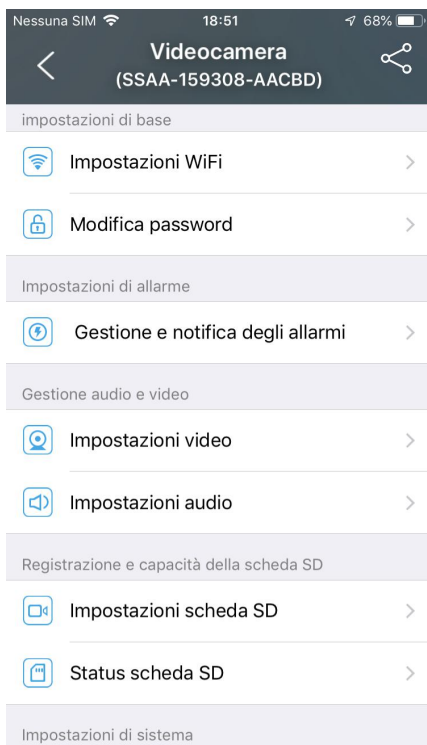 Nessuna SIM 18:51 68%
Videocamera
(SSAA-159308-AACBD)
impostazioni di base
Impostazioni WiFi
Modifica password
Impostazioni di allarme
Gestione e notifica degli allarmi
Gestione audio e video
Impostazioni video
Impostazioni audio
Registrazione e capacità della scheda SD
Impostazioni scheda SD
Status scheda SD
Impostazioni di sistema